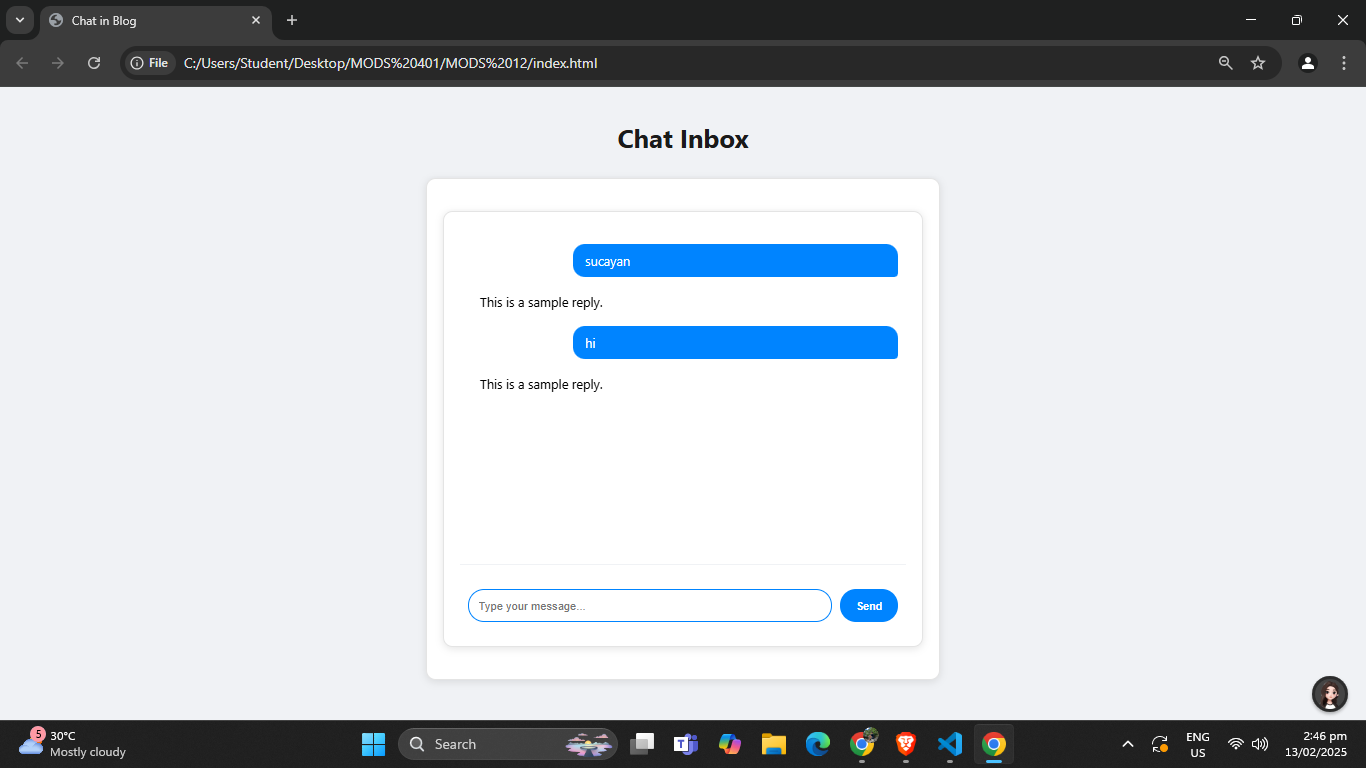 Chat in Blog
File
C:/Users/Student/Desktop/MODS%20401/MODS%2012/index.html
Chat Inbox
sucayan
This is a sample reply.
hi
This is a sample reply.
Type your message...
Send
5
30°C
Mostly cloudy
Search
ENG
US
2:46 pm
13/02/2025